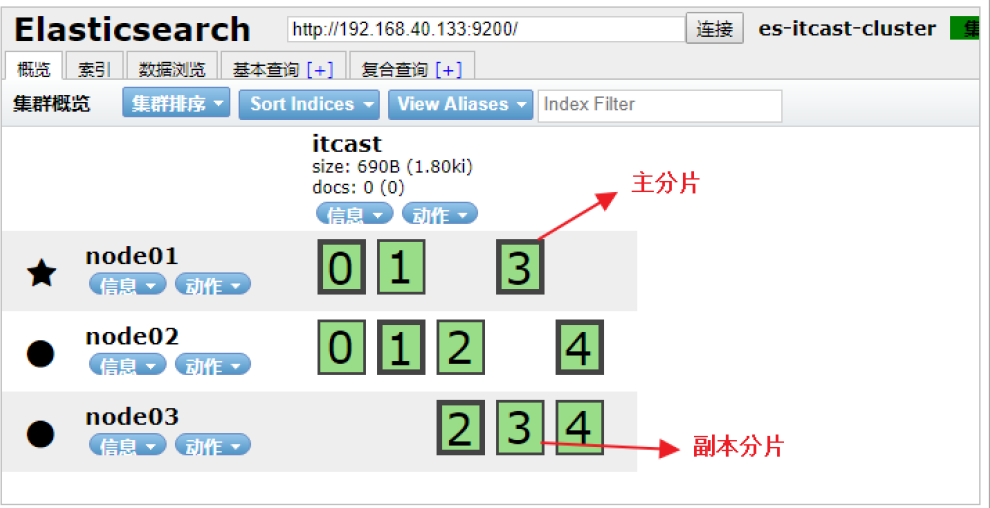 Elasticsearch http://192.168.40.133:9200/ 连接 es-itcast-cluster
概览 索引 数据浏览 基本查询 [+] 复合查询 [+]
集群概览 集群排序 Sort Indices View Aliases Index Filter
itcast
size: 690B (1.80ki)
docs: 0 (0)
信息 动作
主分片
node01
信息 动作
0 1 3
node02
信息 动作
0 1 2 4
node03
信息 动作
2 3 4
副本分片